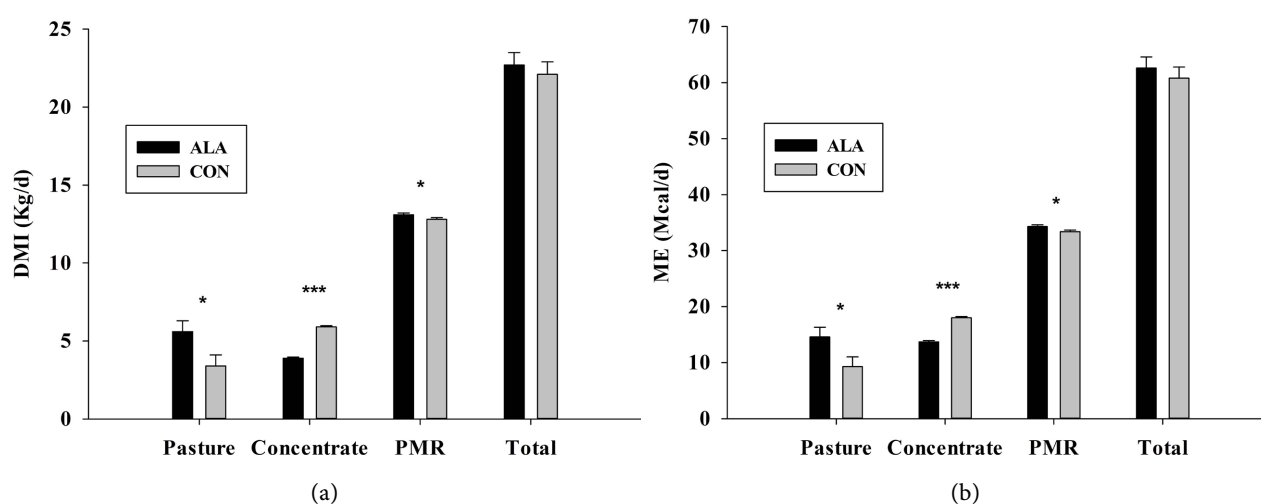 25
20
15
10
5
0
DMI (Kg/d)
ALA
CON
*
***
*
Pasture Concentrate PMR Total
(a)
70
60
50
40
30
20
10
0
ME (Mcal/d)
ALA
CON
*
***
*
Pasture Concentrate PMR Total
(b)